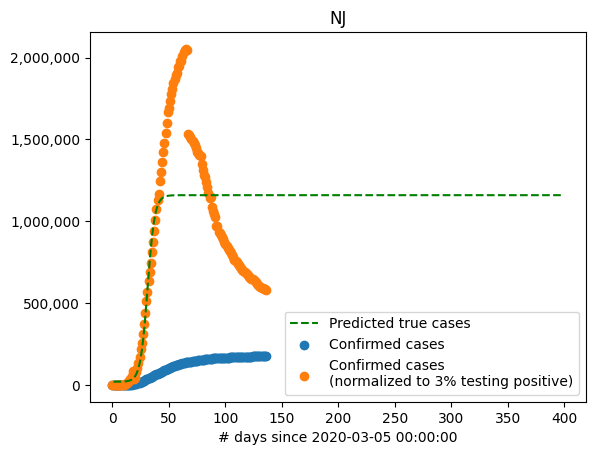 NJ
2,000,000
1,500,000
1,000,000
500,000
0
Predicted true cases
Confirmed cases
Confirmed cases
(normalized to 3% testing positive)
0 50 100 150 200 250 300 350 400
# days since 2020-03-05 00:00:00